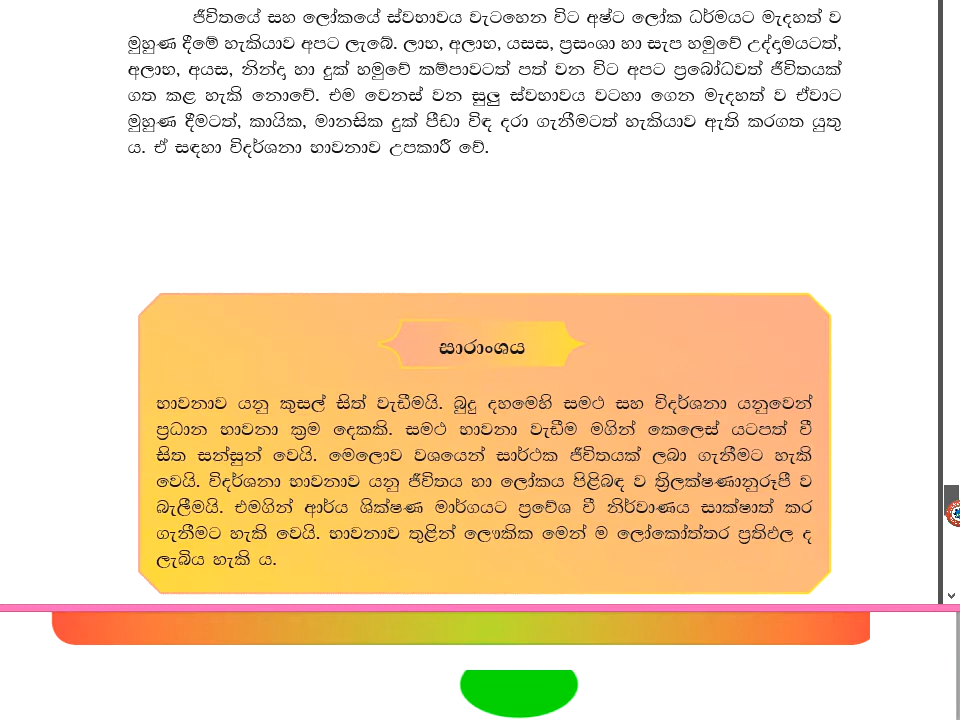 ජීවිතයේ සහ ලෝකයේ ස්වභාවය වැටහෙන විට අෂ්ට ලෝක ධර්මයට මැදහත් ව
මුහුණ දීමේ හැකියාව අපට ලැබේ. ලාභ, අලාභ, යසස, ප්‍රසංශා හා සැප හමුවේ උද්දාමයටත්,
අලාභ, අයස, නින්දා හා දුක් හමුවේ කම්පාවටත් පත් වන විට අපට ප්‍රබෝධවත් ජීවිතයක්
ගත කළ හැකි නොවේ. එම වෙනස් වන සුලු ස්වභාවය වටහා ගෙන මැදහත් ව ඒවාට
මුහුණ දීමටත්, කායික, මානසික දුක් පීඩා විඳ දරා ගැනීමටත් හැකියාව ඇති කරගත යුතු
ය. ඒ සඳහා විදර්ශනා භාවනාව උපකාරී වේ.
සාරාංශය
භාවනාව යනු කුසල් සිත් වැඩීමයි. බුදු දහමෙහි සමථ සහ විදර්ශනා යනුවෙන්
ප්‍රධාන භාවනා ක්‍රම දෙකකි. සමථ භාවනා වැඩීම මගින් කෙලෙස් යටපත් වී
සිත සන්සුන් වෙයි. මෙලොව වශයෙන් සාර්ථක ජීවිතයක් ලබා ගැනීමට හැකි
වෙයි. විදර්ශනා භාවනාව යනු ජීවිතය හා ලෝකය පිළිබඳ ව ත්‍රිලක්ෂණානුරූපී ව
බැලීමයි. එමගින් ආර්ය ශික්ෂණ මාර්ගයට ප්‍රවේශ වී නිර්වාණය සාක්ෂාත් කර
ගැනීමට හැකි වෙයි. භාවනාව තුළින් ලෞකික මෙන් ම ලෝකෝත්තර ප්‍රතිඵල ද
ලැබිය හැකි ය.